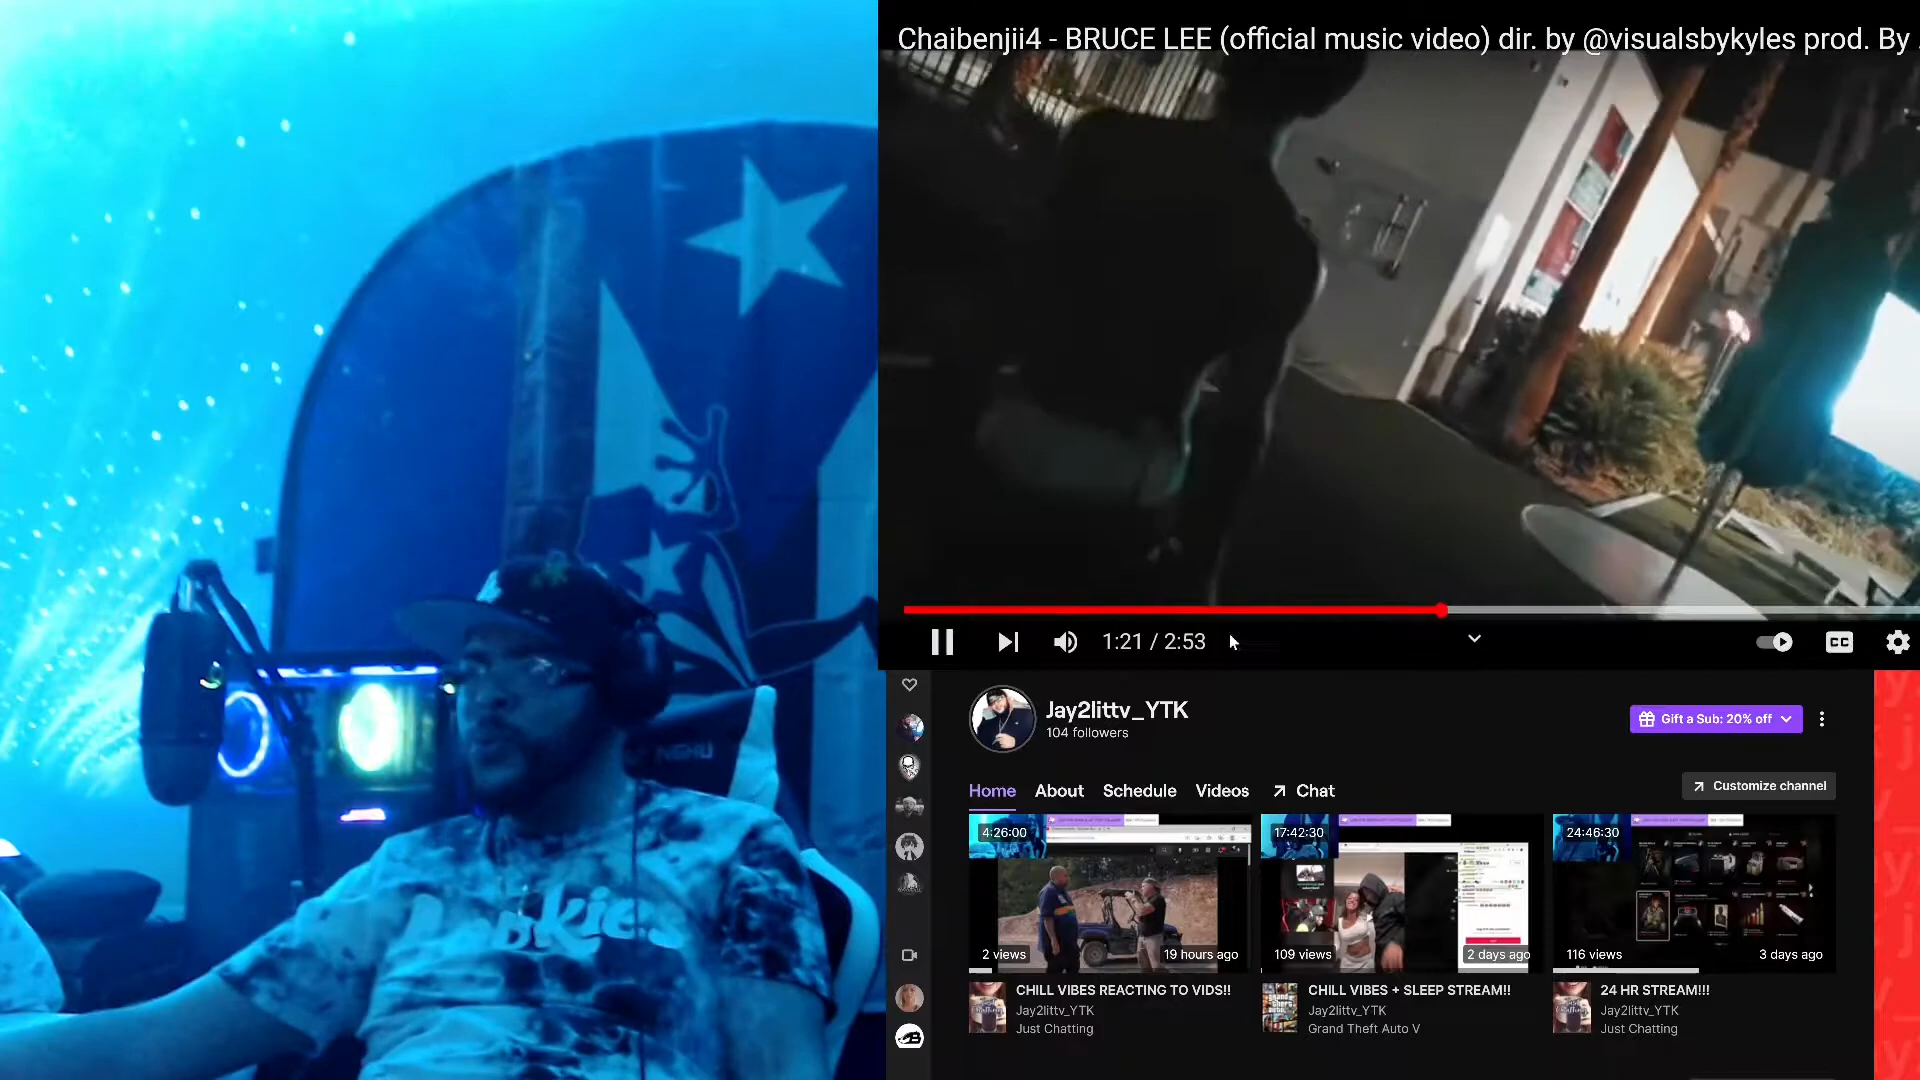 Chaibenjii4 - BRUCE LEE (official music video) dir. by @visualsbykyles prod. By
1:21 / 2:53
CC
Jay2littv_YTK
104 followers
Gift a Sub: 20% off
Home
About
Schedule
Videos
Chat
Customize channel
4:26:00
2 views
19 hours ago
CHILL VIBES REACTING TO VIDS!!
Jay2littv_YTK
Just Chatting
17:42:30
109 views
2 days ago
CHILL VIBES + SLEEP STREAM!!
Jay2littv_YTK
Grand Theft Auto V
24:46:30
116 views
3 days ago
24 HR STREAM!!!
Jay2littv_YTK
Just Chatting